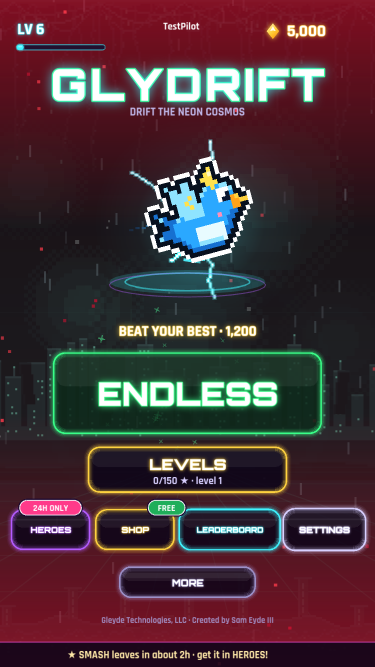 LV 6
TestPilot
5,000
GLYDRIFT
DRIFT THE NEON COSMOS
BEAT YOUR BEST · 1,200
ENDLESS
LEVELS
0/150 ★ · level 1
24H ONLY
FREE
HEROES
SHOP
LEADERBOARD
SETTINGS
MORE
Gleyde Technologies, LLC · Created by Sam Eyde III
★ SMASH leaves in about 2h · get it in HEROES!